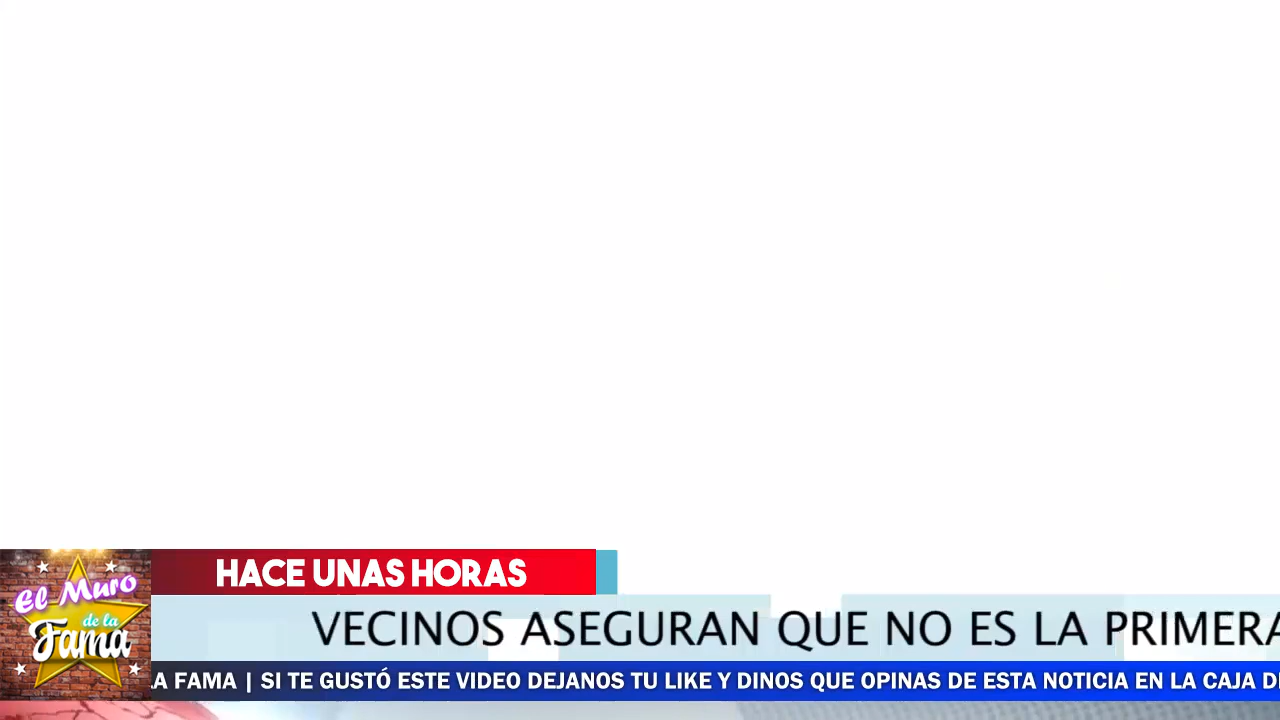 HACE UNAS HORAS
El Muro
de la
Fama
VECINOS ASEGURAN QUE NO ES LA PRIMERA
A FAMA | SI TE GUSTÓ ESTE VIDEO DEJANOS TU LIKE Y DINOS QUE OPINAS DE ESTA NOTICIA EN LA CAJA